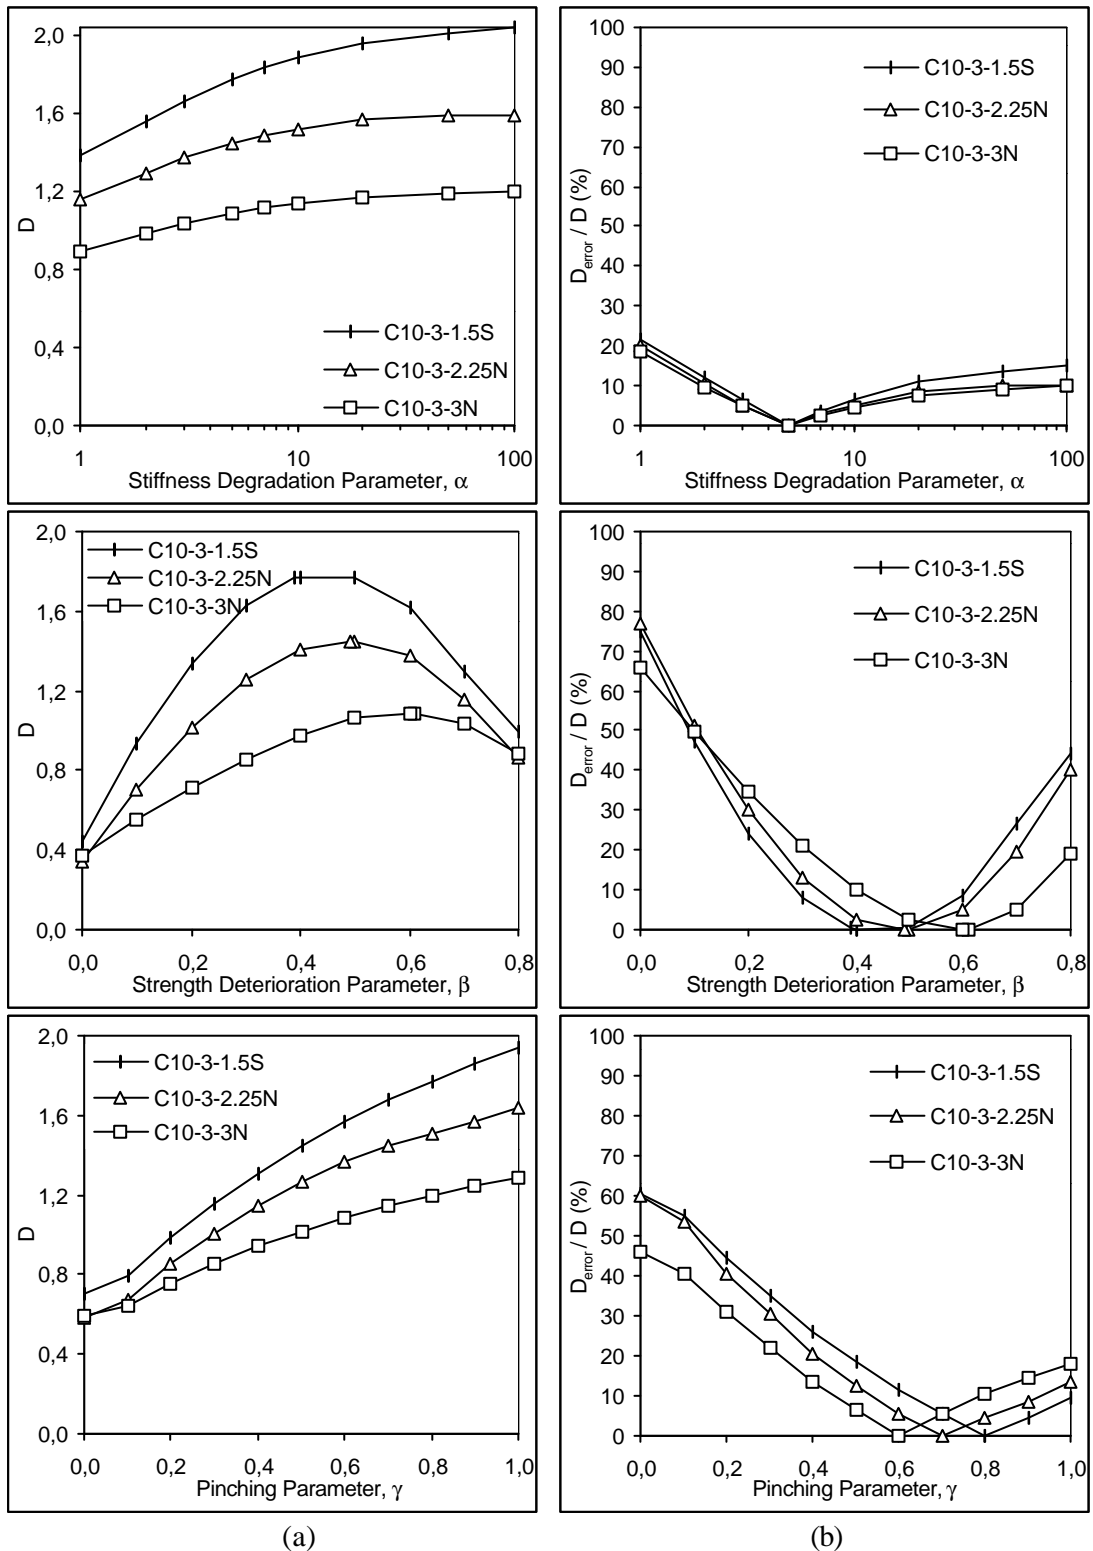 2,0
1,6
1,2
0,8
0,4
0,0
D
C10-3-1.5S
C10-3-2.25N
C10-3-3N
1 10 100
Stiffness Degradation Parameter, α
100
90
80
70
60
50
40
30
20
10
0
D_error / D (%)
C10-3-1.5S
C10-3-2.25N
C10-3-3N
1 10 100
Stiffness Degradation Parameter, α
2,0
1,6
1,2
0,8
0,4
0,0
D
C10-3-1.5S
C10-3-2.25N
C10-3-3N
0,0 0,2 0,4 0,6 0,8
Strength Deterioration Parameter, β
100
90
80
70
60
50
40
30
20
10
0
D_error / D (%)
C10-3-1.5S
C10-3-2.25N
C10-3-3N
0,0 0,2 0,4 0,6 0,8
Strength Deterioration Parameter, β
2,0
1,6
1,2
0,8
0,4
0,0
D
C10-3-1.5S
C10-3-2.25N
C10-3-3N
0,0 0,2 0,4 0,6 0,8 1,0
Pinching Parameter, γ
100
90
80
70
60
50
40
30
20
10
0
D_error / D (%)
C10-3-1.5S
C10-3-2.25N
C10-3-3N
0,0 0,2 0,4 0,6 0,8 1,0
Pinching Parameter, γ
(a) (b)